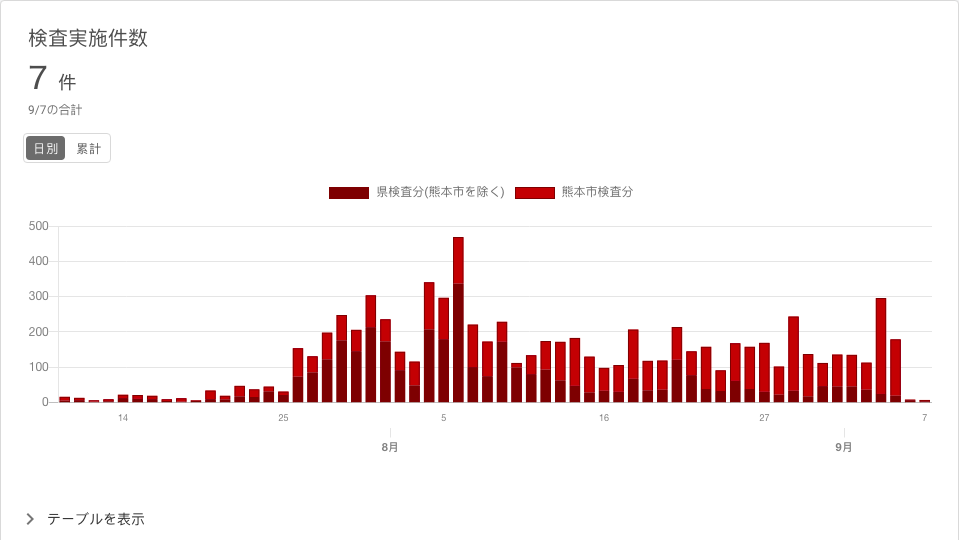 検査実施件数
7 件
9/7の合計
日別 累計
県検査分(熊本市を除く) 熊本市検査分
500
400
300
200
100
0
14 25 5 16 27 7
8月 9月
テーブルを表示